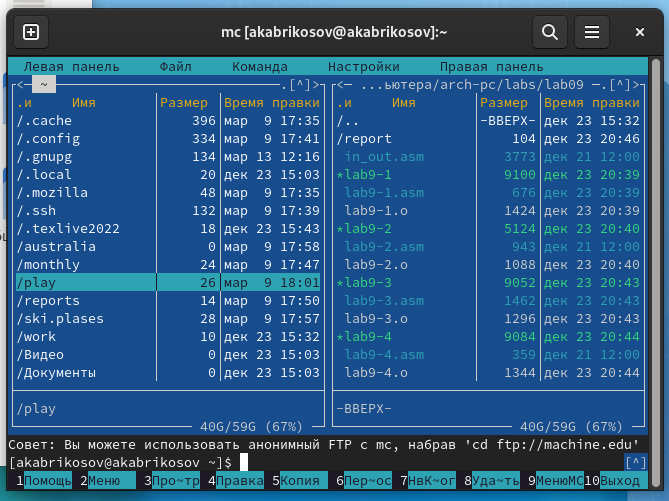 mc [akabrikosov@akabrikosov]:~
Левая панель Файл Команда Настройки Правая панель
<— ~ .[^]> <— ...ьютера/arch-pc/labs/lab09 —.[^]>
.и Имя Размер Время правки .и Имя Размер Время правки
/.cache 396 мар 9 17:35 /.. -ВВЕРХ- дек 23 15:32
/.config 334 мар 9 17:41 /report 104 дек 23 20:46
/.gnupg 134 мар 13 12:16 in_out.asm 3773 дек 21 12:00
/.local 20 дек 23 15:03 *lab9-1 9100 дек 23 20:39
/.mozilla 48 мар 9 17:35 lab9-1.asm 676 дек 23 20:39
/.ssh 132 мар 9 17:39 lab9-1.o 1424 дек 23 20:39
/.texlive2022 18 дек 23 15:43 *lab9-2 5124 дек 23 20:40
/australia 0 мар 9 17:58 lab9-2.asm 943 дек 21 12:00
/monthly 24 мар 9 17:47 lab9-2.o 1088 дек 23 20:40
/play 26 мар 9 18:01 *lab9-3 9052 дек 23 20:43
/reports 14 мар 9 17:50 lab9-3.asm 1462 дек 23 20:43
/ski.plases 28 мар 9 17:57 lab9-3.o 1296 дек 23 20:43
/work 10 дек 23 15:32 *lab9-4 9084 дек 23 20:44
/Видео 0 дек 23 15:03 lab9-4.asm 359 дек 21 12:00
/Документы 0 дек 23 15:03 lab9-4.o 1344 дек 23 20:44
/play -ВВЕРХ-
40G/59G (67%) 40G/59G (67%)
Совет: Вы можете использовать анонимный FTP с mc, набрав 'cd ftp://machine.edu'
[akabrikosov@akabrikosov ~]$ [^]
1Помощь 2Меню 3Про~тр 4Правка 5Копия 6Пер~ос 7НвК~ог 8Уда~ть 9МенюMC 10Выход